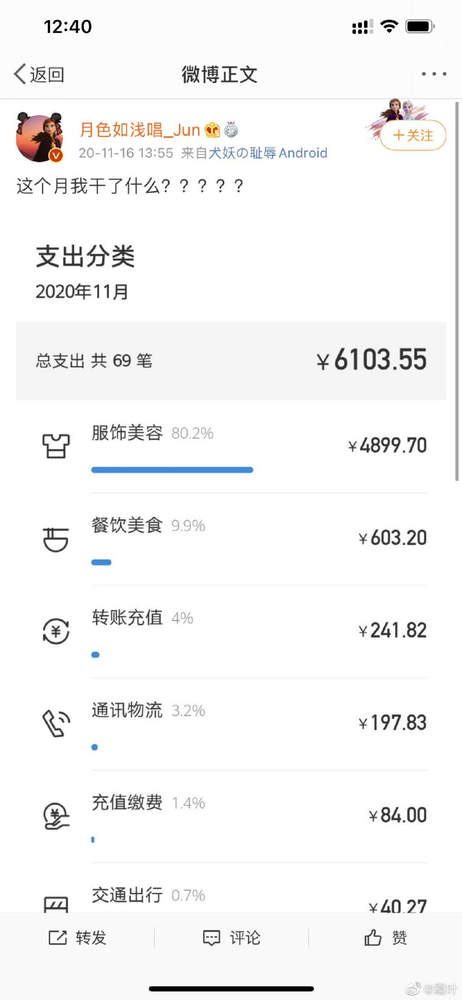 12:40
返回
微博正文
月色如浅唱_Jun
答
20-11-16 13:55 来自犬妖の耻辱Android
+关注
这个月我干了什么？？？？？
支出分类
2020年11月
总支出 共 69 笔
¥6103.55
服饰美容 80.2%
¥4899.70
餐饮美食 9.9%
¥603.20
转账充值 4%
¥241.82
通讯物流 3.2%
¥197.83
充值缴费 1.4%
¥84.00
交通出行 0.7%
¥40.27
转发
评论
赞
@霜叶